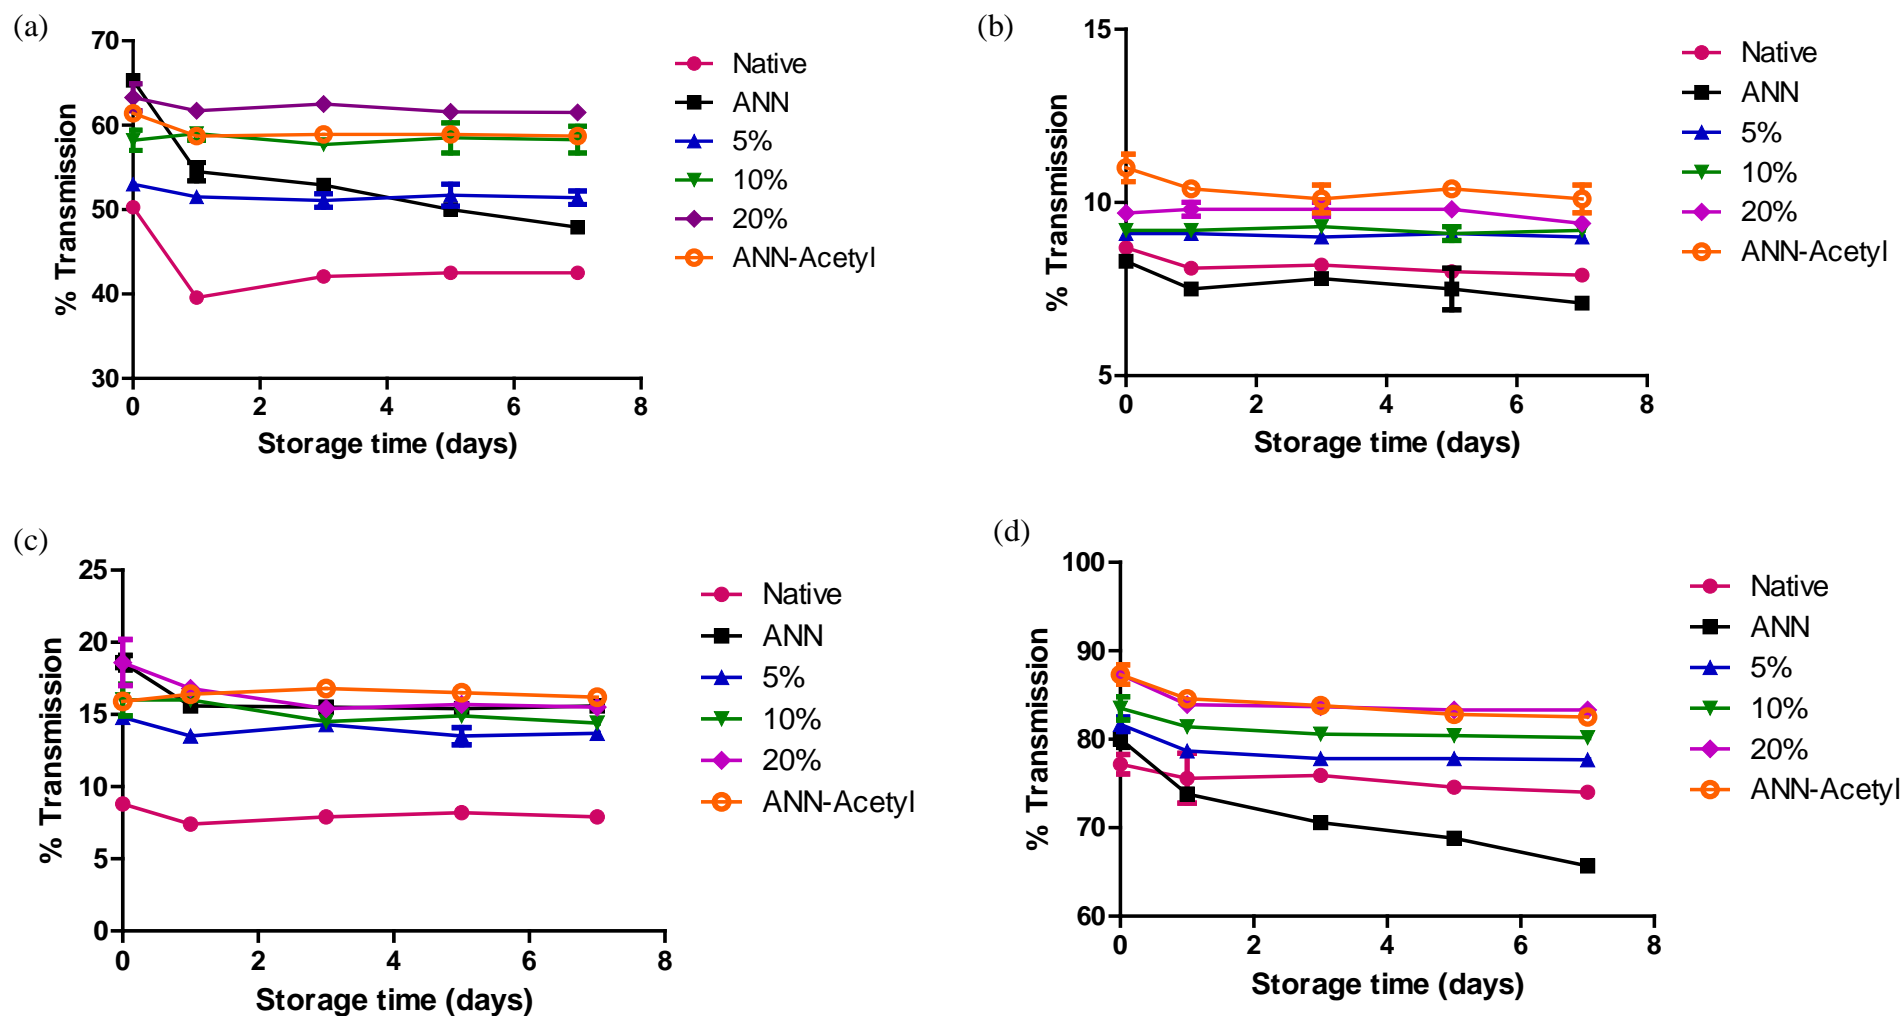 (a)
70
60
50
40
30
0
2
4
6
8
% Transmission
Storage time (days)
Native
ANN
5%
10%
20%
ANN-Acetyl
(b)
15
10
5
0
2
4
6
8
% Transmission
Storage time (days)
Native
ANN
5%
10%
20%
ANN-Acetyl
(c)
25
20
15
10
5
0
0
2
4
6
8
% Transmission
Storage time (days)
Native
ANN
5%
10%
20%
ANN-Acetyl
(d)
100
90
80
70
60
0
2
4
6
8
% Transmission
Storage time (days)
Native
ANN
5%
10%
20%
ANN-Acetyl